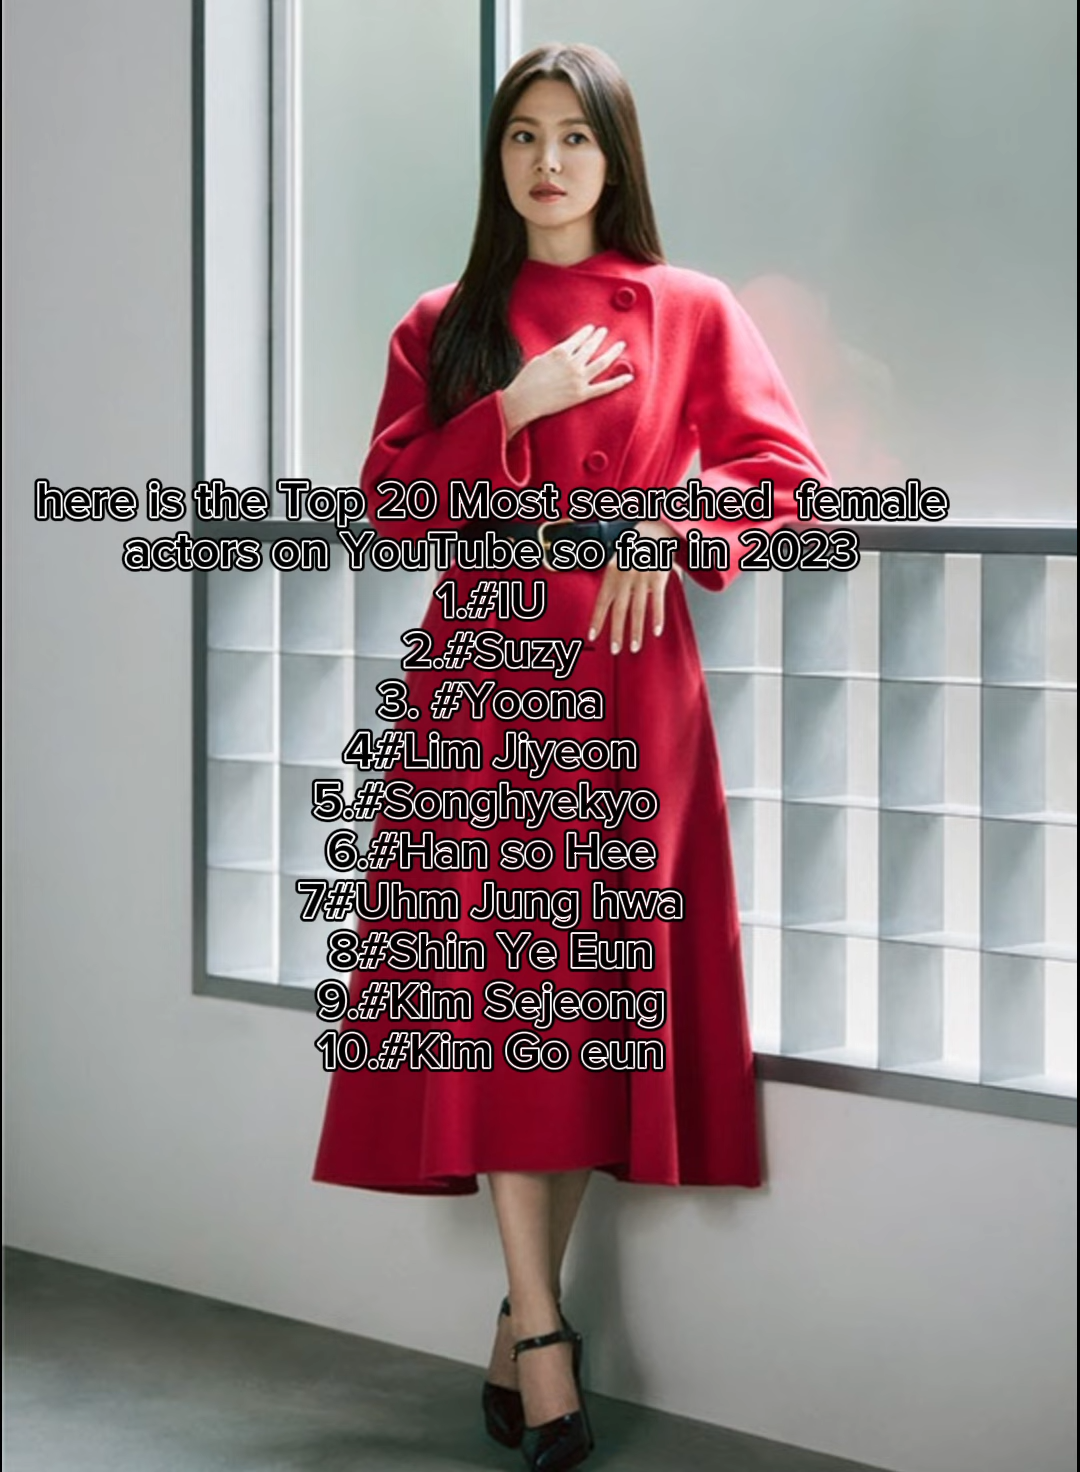 here is the Top 20 Most searched  female
actors on YouTube so far in 2023
1.#IU
2.#Suzy
3. #Yoona
4#Lim Jiyeon
5.#Songhyekyo
6.#Han so Hee
7#Uhm Jung hwa
8#Shin Ye Eun
9.#Kim Sejeong
10.#Kim Go eun